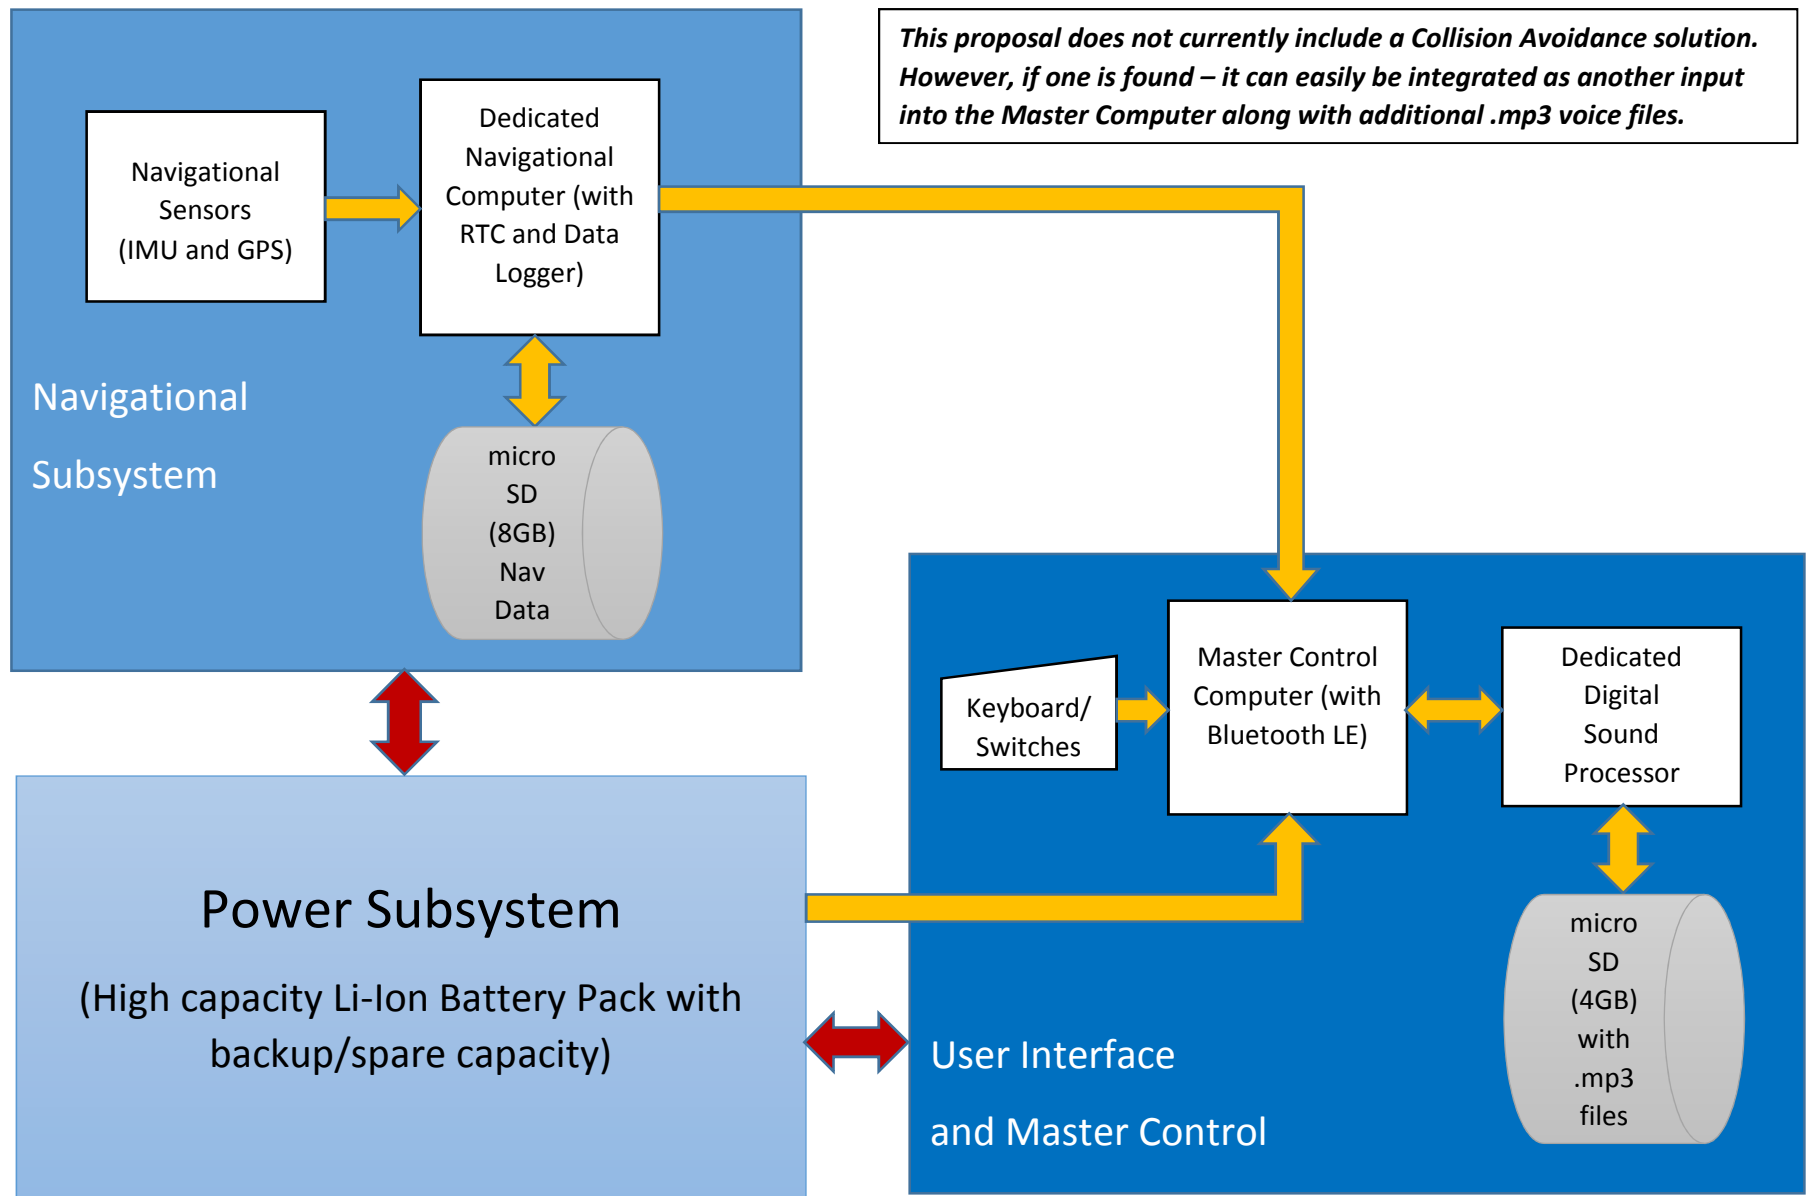 This proposal does not currently include a Collision Avoidance solution.
However, if one is found – it can easily be integrated as another input
into the Master Computer along with additional .mp3 voice files.
Navigational
Sensors
(IMU and GPS)
Dedicated
Navigational
Computer (with
RTC and Data
Logger)
Navigational
Subsystem
micro
SD
(8GB)
Nav
Data
Keyboard/
Switches
Master Control
Computer (with
Bluetooth LE)
Dedicated
Digital
Sound
Processor
Power Subsystem
(High capacity Li-Ion Battery Pack with
backup/spare capacity)
User Interface
and Master Control
micro
SD
(4GB)
with
.mp3
files